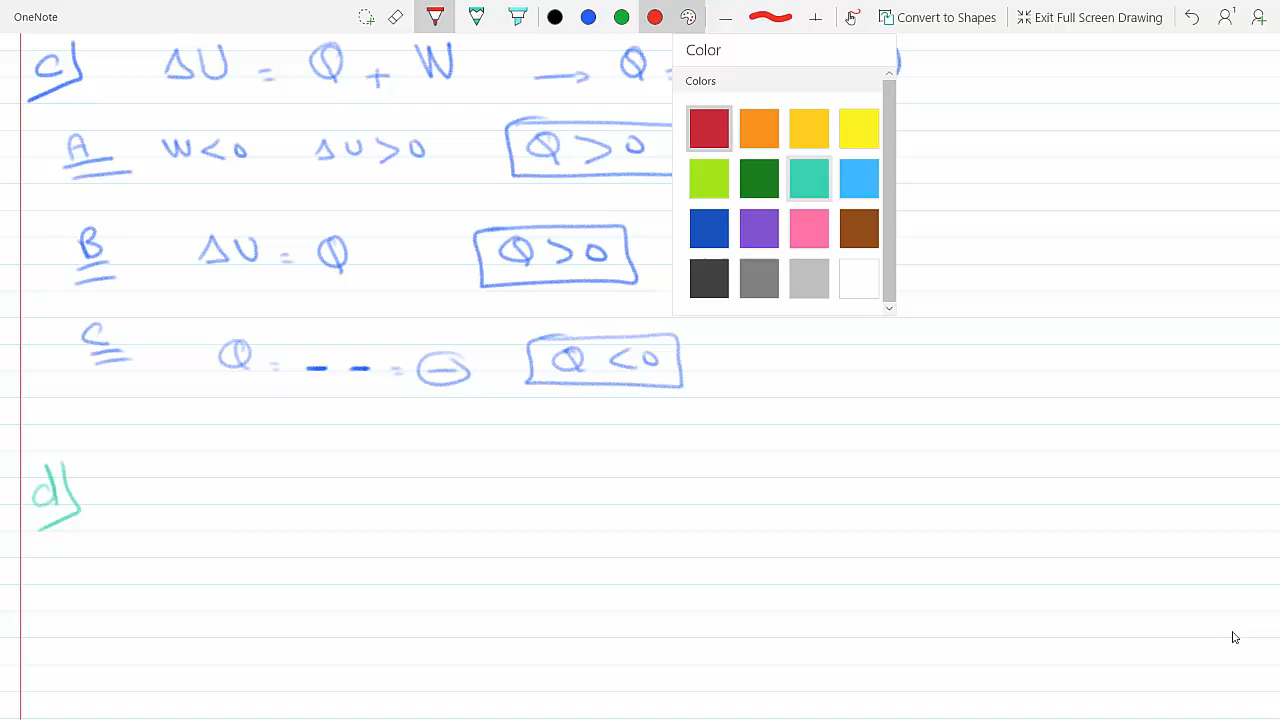 OneNote
Convert to Shapes
Exit Full Screen Drawing
Color
Colors
c) ΔU = Q + W → Q =
A W<0 ΔU>0 Q>0
B ΔU = Q Q>0
C Q = - - = ⊖ Q<0
d)